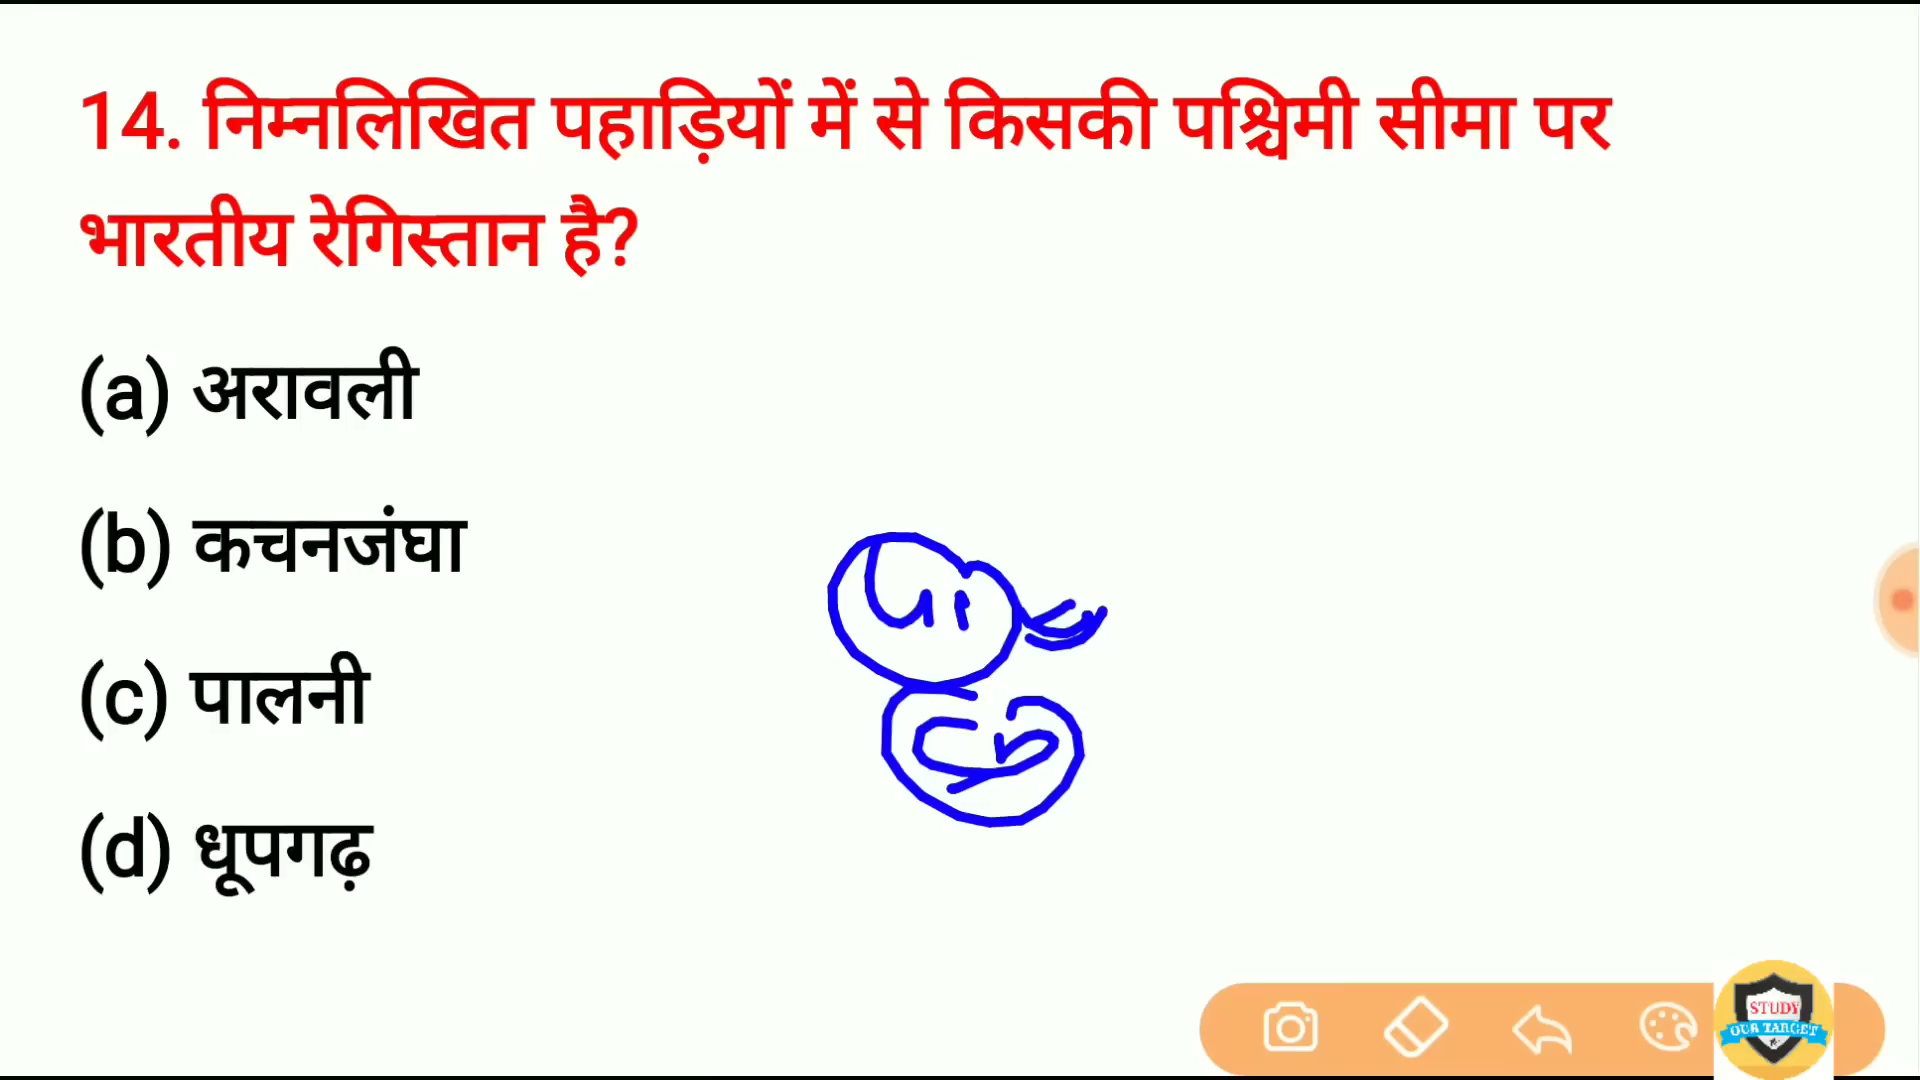 14. निम्नलिखित पहाड़ियों में से किसकी पश्चिमी सीमा पर
भारतीय रेगिस्तान है?
(a) अरावली
(b) कचनजंघा
(c) पालनी
(d) धूपगढ़
STUDY
OUR TARGET